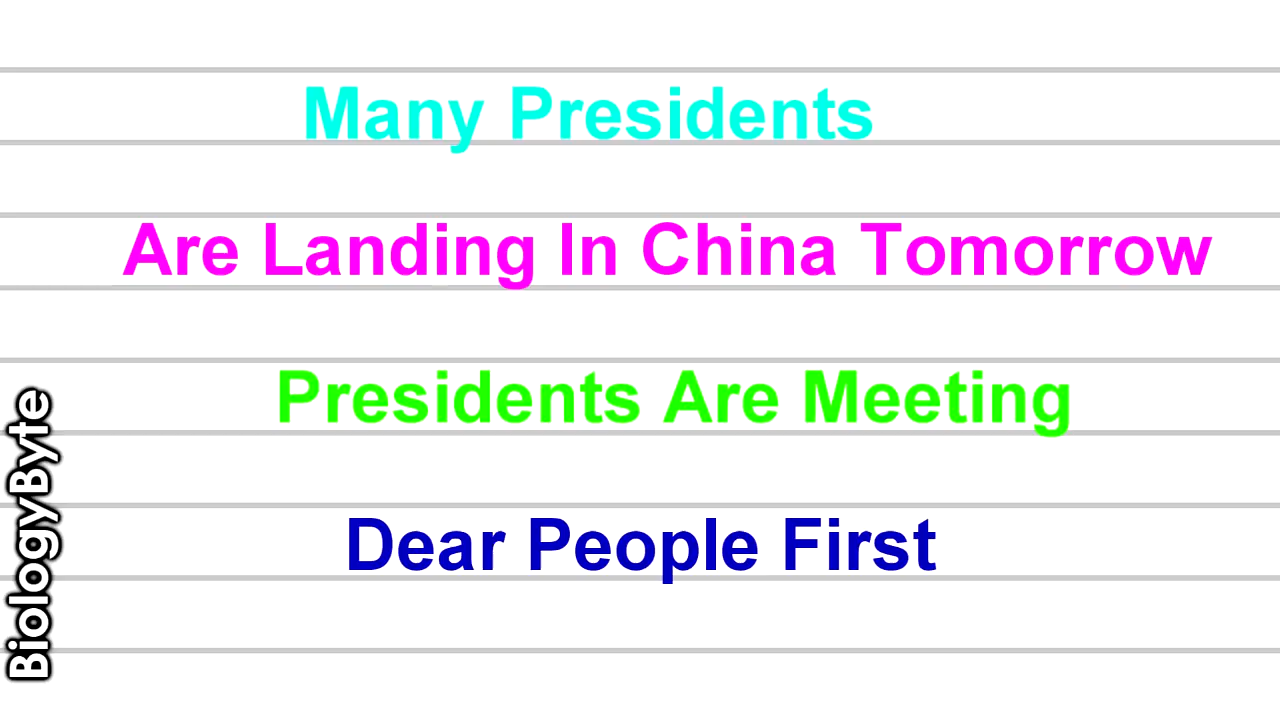 Many Presidents
Are Landing In China Tomorrow
Presidents Are Meeting
Dear People First
BiologyByte